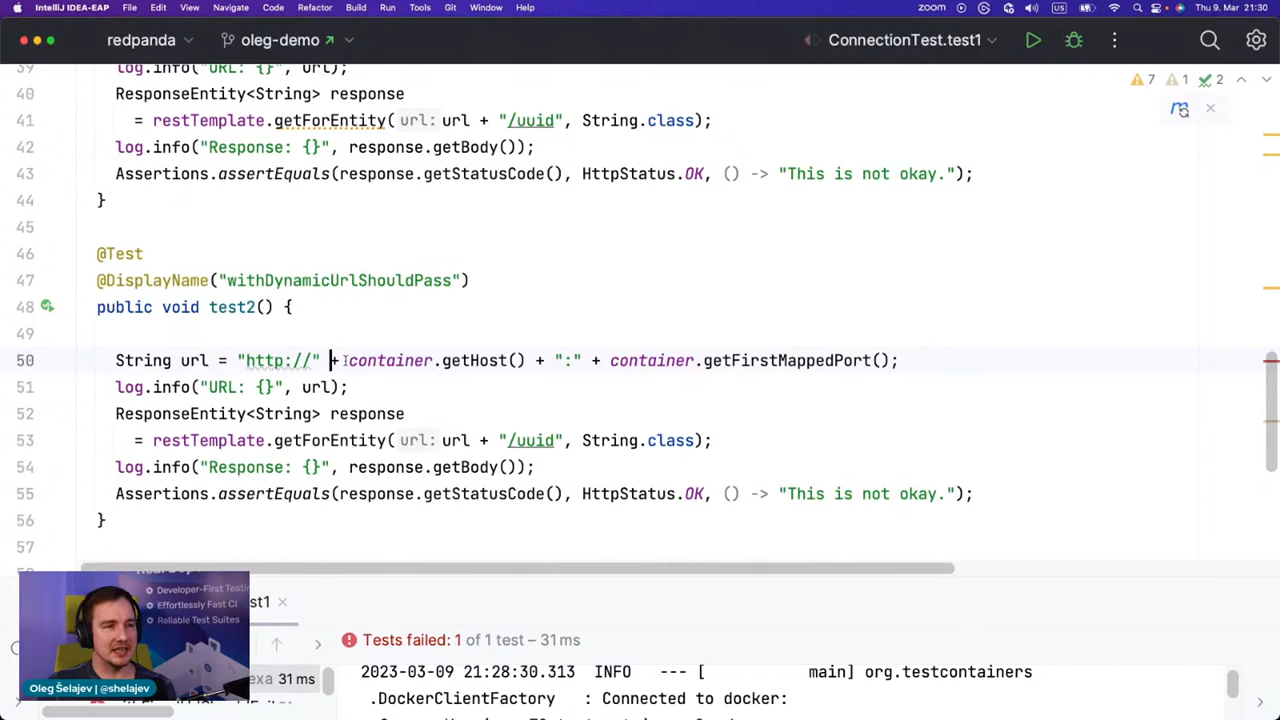 IntelliJ IDEA-EAP File Edit View Navigate Code Refactor Build Run Tools Git Window Help zoom Thu 9. Mar 21:30
redpanda oleg-demo ConnectionTest.test1
7 1 2
39 log.info("URL: {}", url);
40 ResponseEntity<String> response
41 = restTemplate.getForEntity( url: url + "/uuid", String.class);
42 log.info("Response: {}", response.getBody());
43 Assertions.assertEquals(response.getStatusCode(), HttpStatus.OK, () -> "This is not okay.");
44 }
45
46 @Test
47 @DisplayName("withDynamicUrlShouldPass")
48 public void test2() {
49
50 String url = "http://" + container.getHost() + ":" + container.getFirstMappedPort();
51 log.info("URL: {}", url);
52 ResponseEntity<String> response
53 = restTemplate.getForEntity( url: url + "/uuid", String.class);
54 log.info("Response: {}", response.getBody());
55 Assertions.assertEquals(response.getStatusCode(), HttpStatus.OK, () -> "This is not okay.");
56 }
57
Developer-First Testin
Effortlessly Fast CI
Reliable Test Suites
st1
Tests failed: 1 of 1 test – 31 ms
exa 31 ms
2023-03-09 21:28:30.313 INFO --- [ main] org.testcontainers
.DockerClientFactory : Connected to docker:
Oleg Šelajev | @shelajev